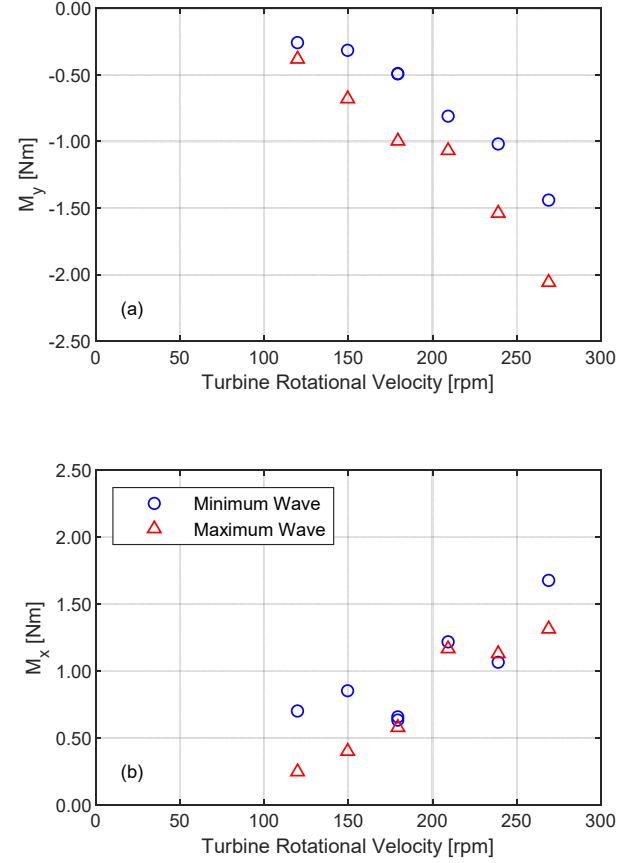 0.00
-0.50
-1.00
-1.50
-2.00
-2.50
M_y [Nm]
(a)
0 50 100 150 200 250 300
Turbine Rotational Velocity [rpm]
2.50
2.00
1.50
1.00
0.50
0.00
M_x [Nm]
Minimum Wave
Maximum Wave
(b)
0 50 100 150 200 250 300
Turbine Rotational Velocity [rpm]